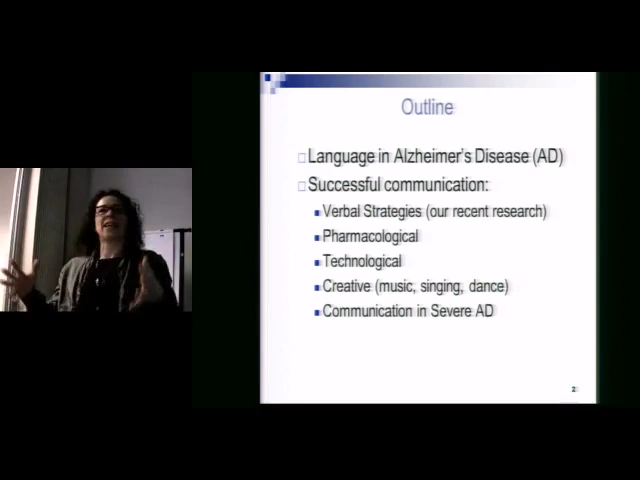 Outline
Language in Alzheimer's Disease (AD)
Successful communication:
Verbal Strategies (our recent research)
Pharmacological
Technological
Creative (music, singing, dance)
Communication in Severe AD
2